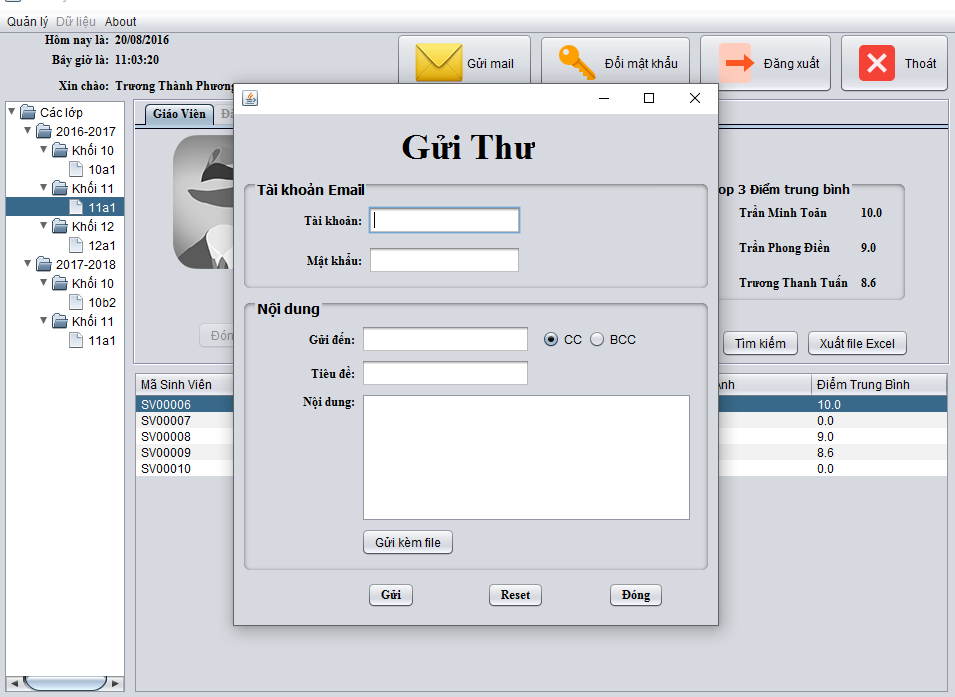 Quản lý Dữ liệu About
Hôm nay là: 20/08/2016
Bây giờ là: 11:03:20
Xin chào: Trương Thành Phương
Gửi mail
Đổi mật khẩu
Đăng xuất
Thoát
Các lớp
2016-2017
Khối 10
10a1
Khối 11
11a1
Khối 12
12a1
2017-2018
Khối 10
10b2
Khối 11
11a1
Giáo Viên
Gửi Thư
Tài khoản Email
Tài khoản:
Mật khẩu:
Nội dung
Gửi đến: CC BCC
Tiêu đề:
Nội dung:
Gửi kèm file
Gửi Reset Đóng
op 3 Điểm trung bình
Trần Minh Toản 10.0
Trần Phong Điền 9.0
Trương Thanh Tuấn 8.6
Tìm kiếm Xuất file Excel
Mã Sinh Viên Điểm Trung Bình
SV00006 10.0
SV00007 0.0
SV00008 9.0
SV00009 8.6
SV00010 0.0